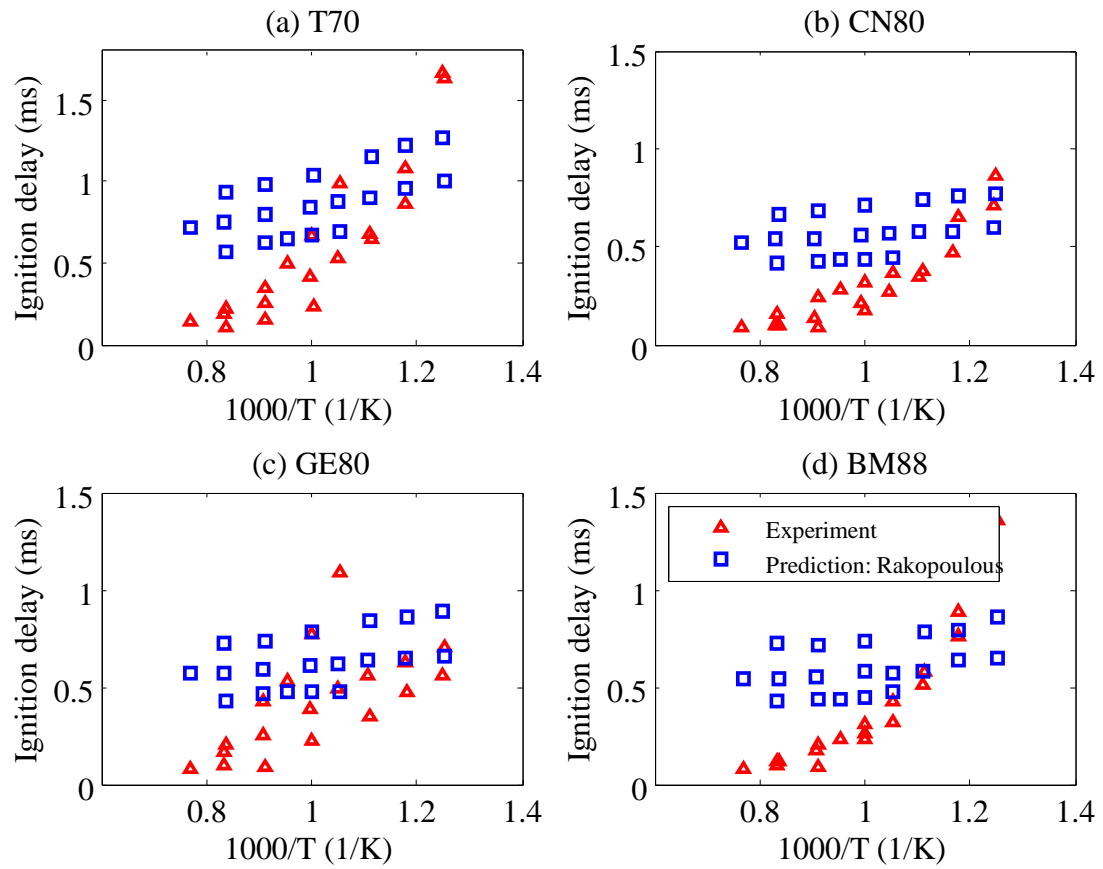 (a) T70
Ignition delay (ms)
1.5
1
0.5
0
0.8 1 1.2 1.4
1000/T (1/K)
(b) CN80
Ignition delay (ms)
1.5
1
0.5
0
0.8 1 1.2 1.4
1000/T (1/K)
(c) GE80
Ignition delay (ms)
1.5
1
0.5
0
0.8 1 1.2 1.4
1000/T (1/K)
(d) BM88
Ignition delay (ms)
1.5
1
0.5
0
Experiment
Prediction: Rakopoulous
0.8 1 1.2 1.4
1000/T (1/K)